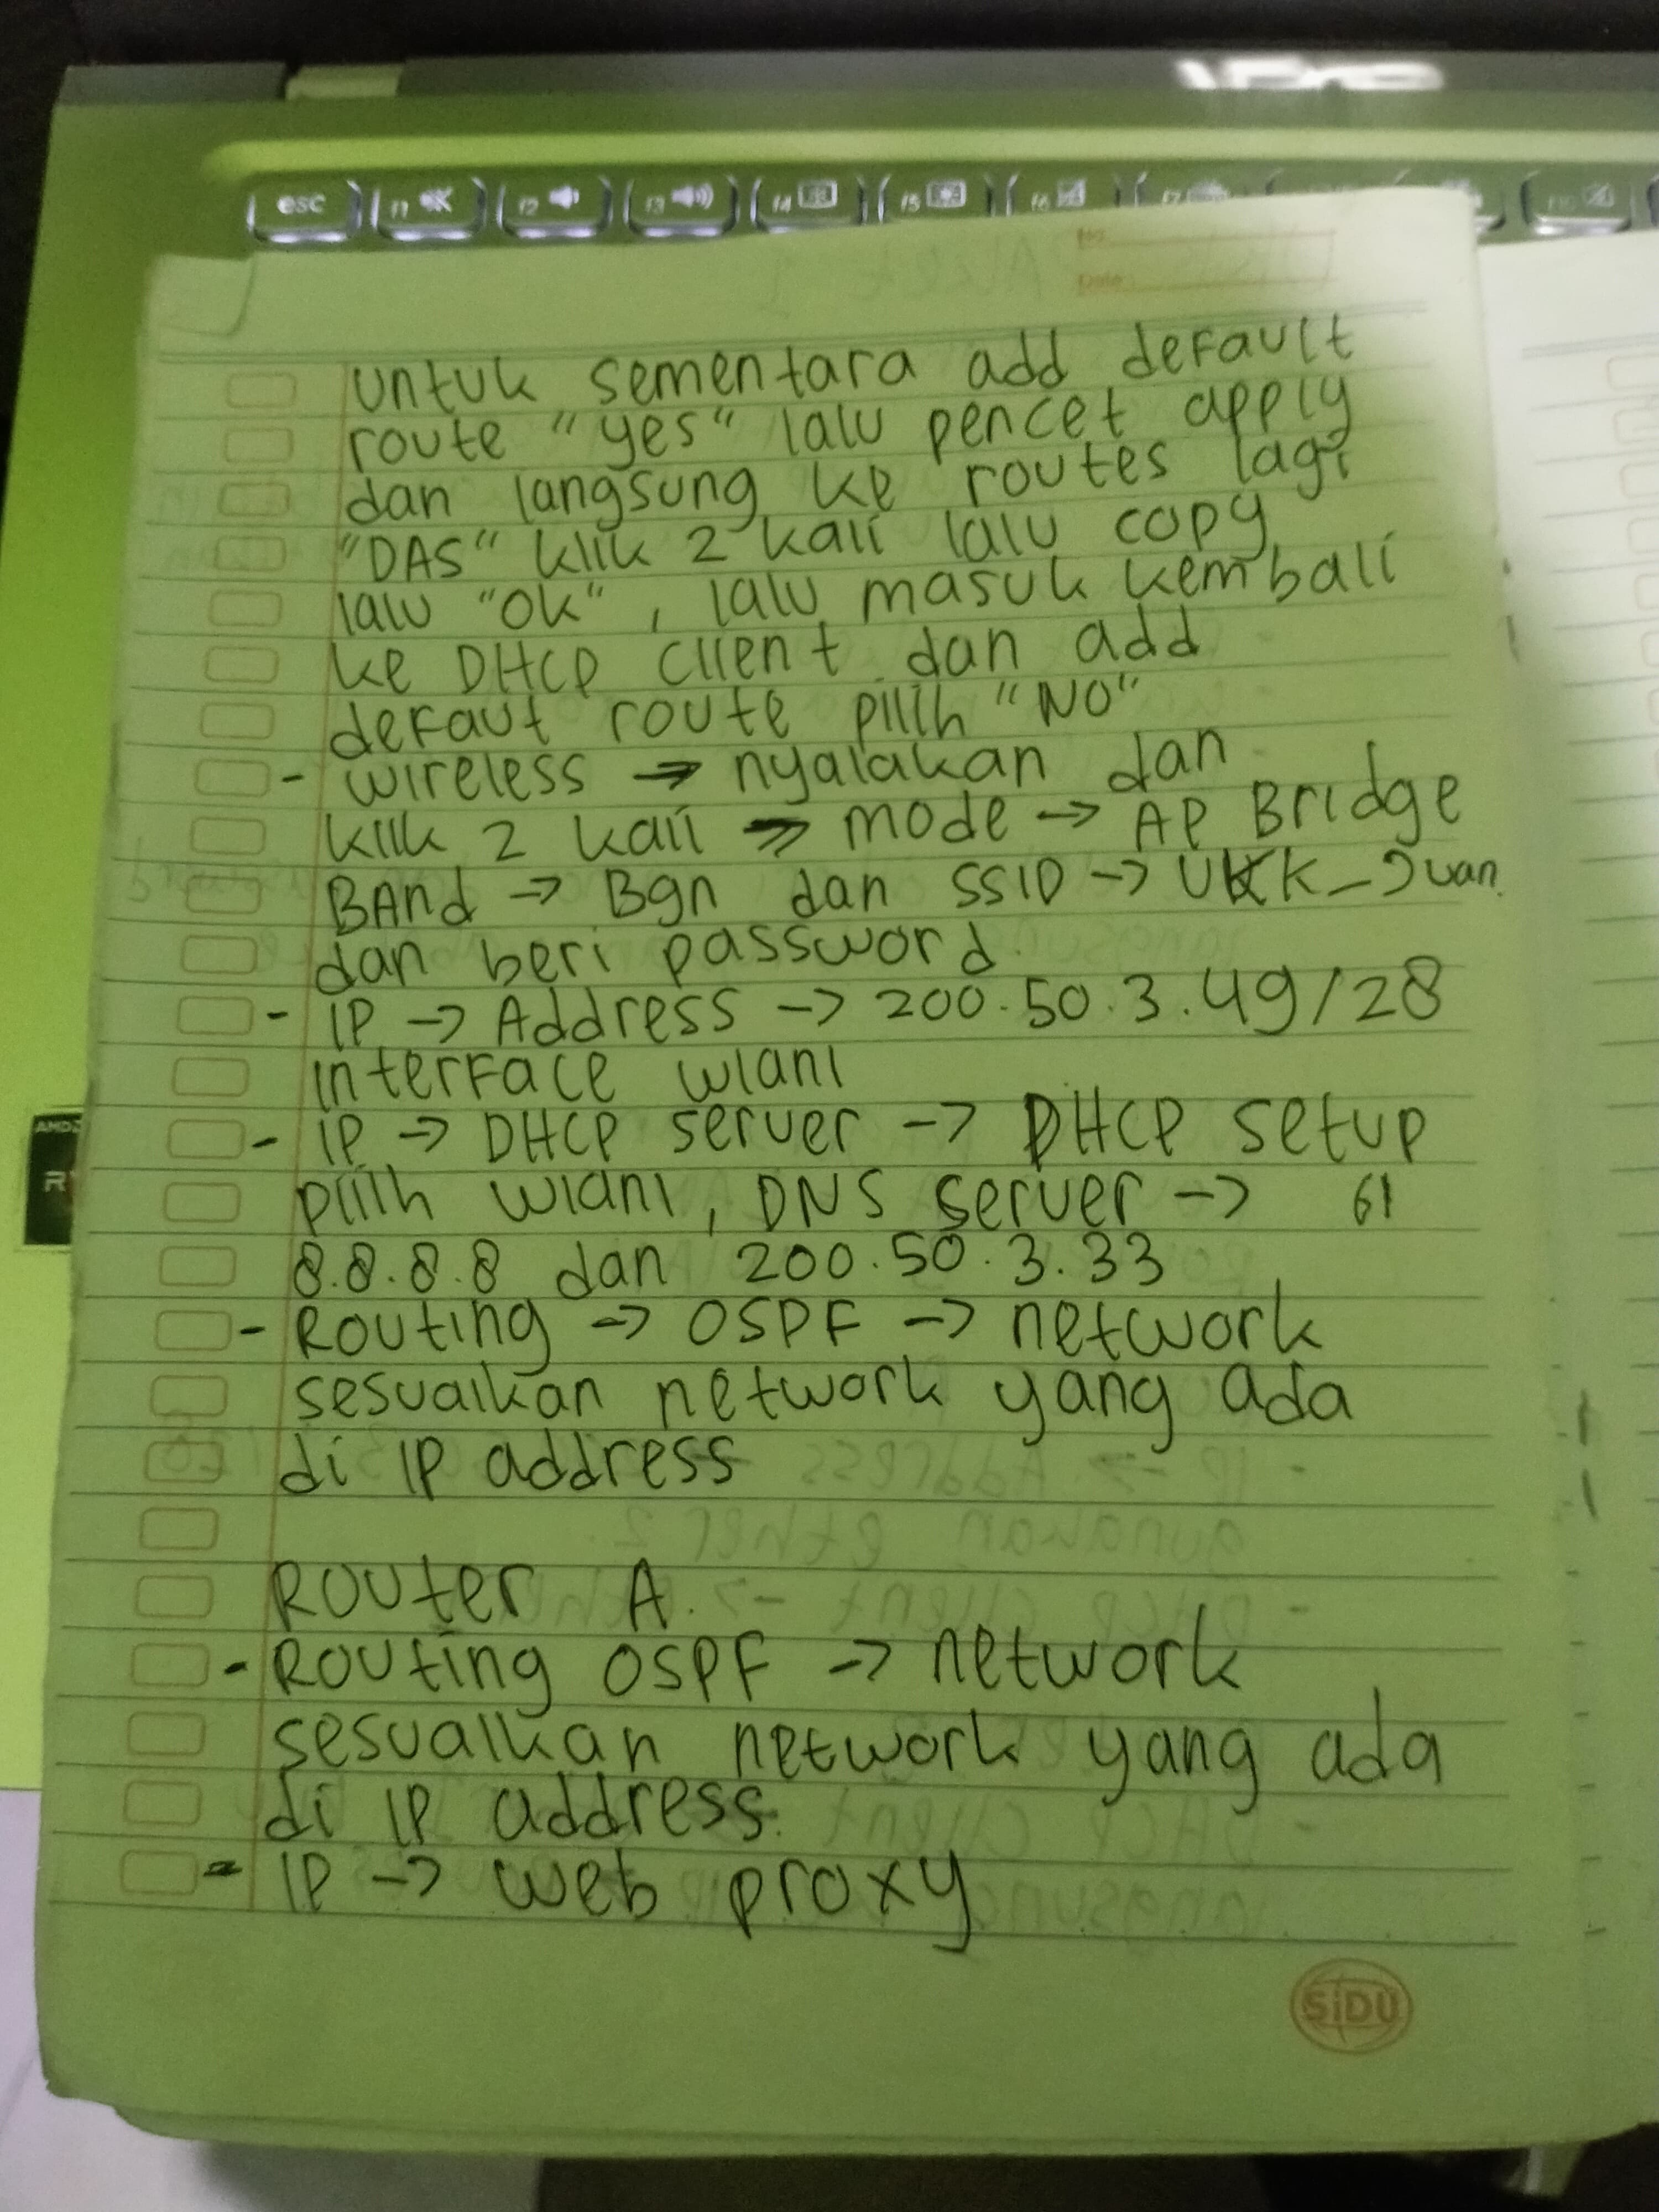 esc f1 f2 f3 f4 f5 f6 f7
No:
Date:
untuk sementara add default
route "yes" lalu pencet apply
dan langsung ke routes lagi
"DAS" klik 2 kali lalu copy
lalu "OK", lalu masuk kembali
ke DHCP client dan add
defaut route pilih "NO"
- wireless → nyalakan dan
klik 2 kali → mode → AP Bridge
BAnd → Bgn dan SSID → UKK_Juan
dan beri password
- IP → Address → 200.50.3.49/28
interface wlan1
- IP → DHCP server → DHCP setup
pilih wlan1, DNS server → 61
8.8.8.8 dan 200.50.3.33
- Routing → OSPF → network
sesuaikan network yang ada
di IP address
Router A.
- Routing OSPF → network
sesuaikan network yang ada
di IP address.
- IP → web proxy
AMD
SiDU